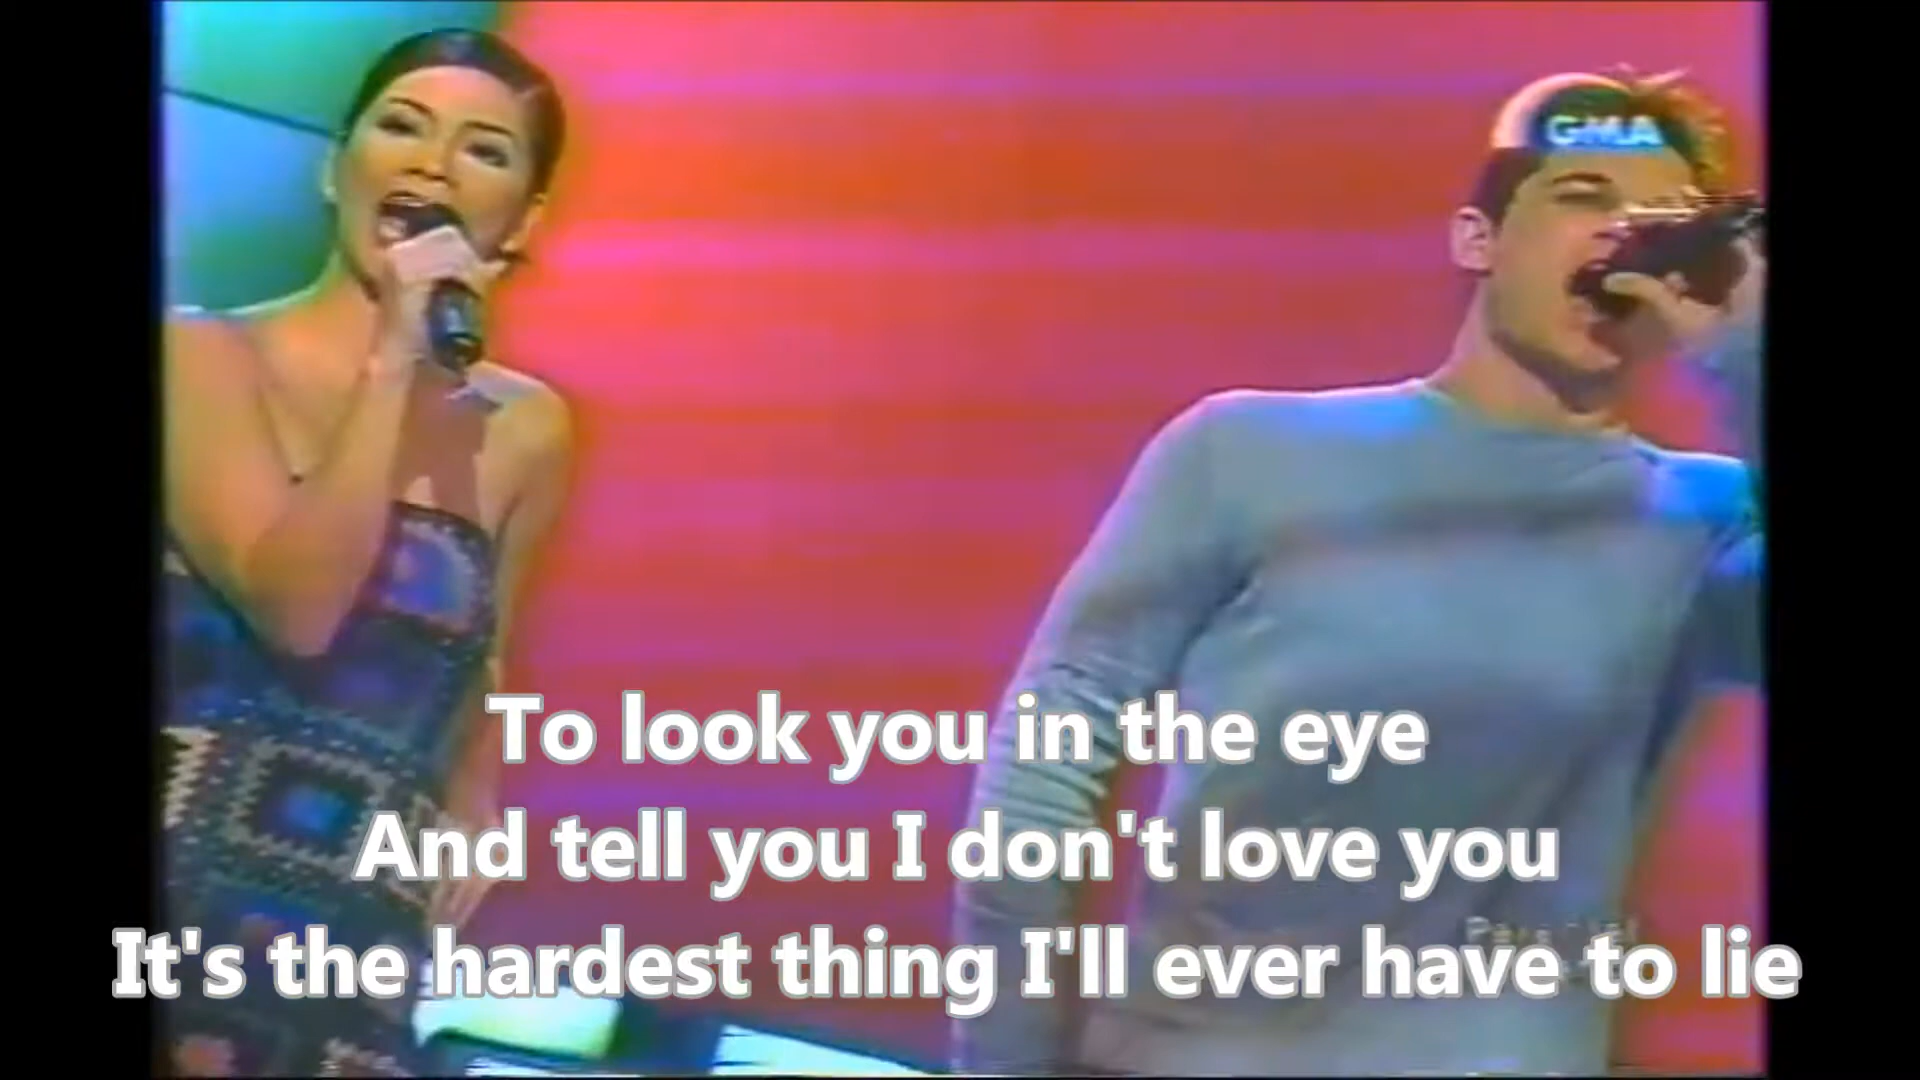 GMA
To look you in the eye
And tell you I don't love you
It's the hardest thing I'll ever have to lie